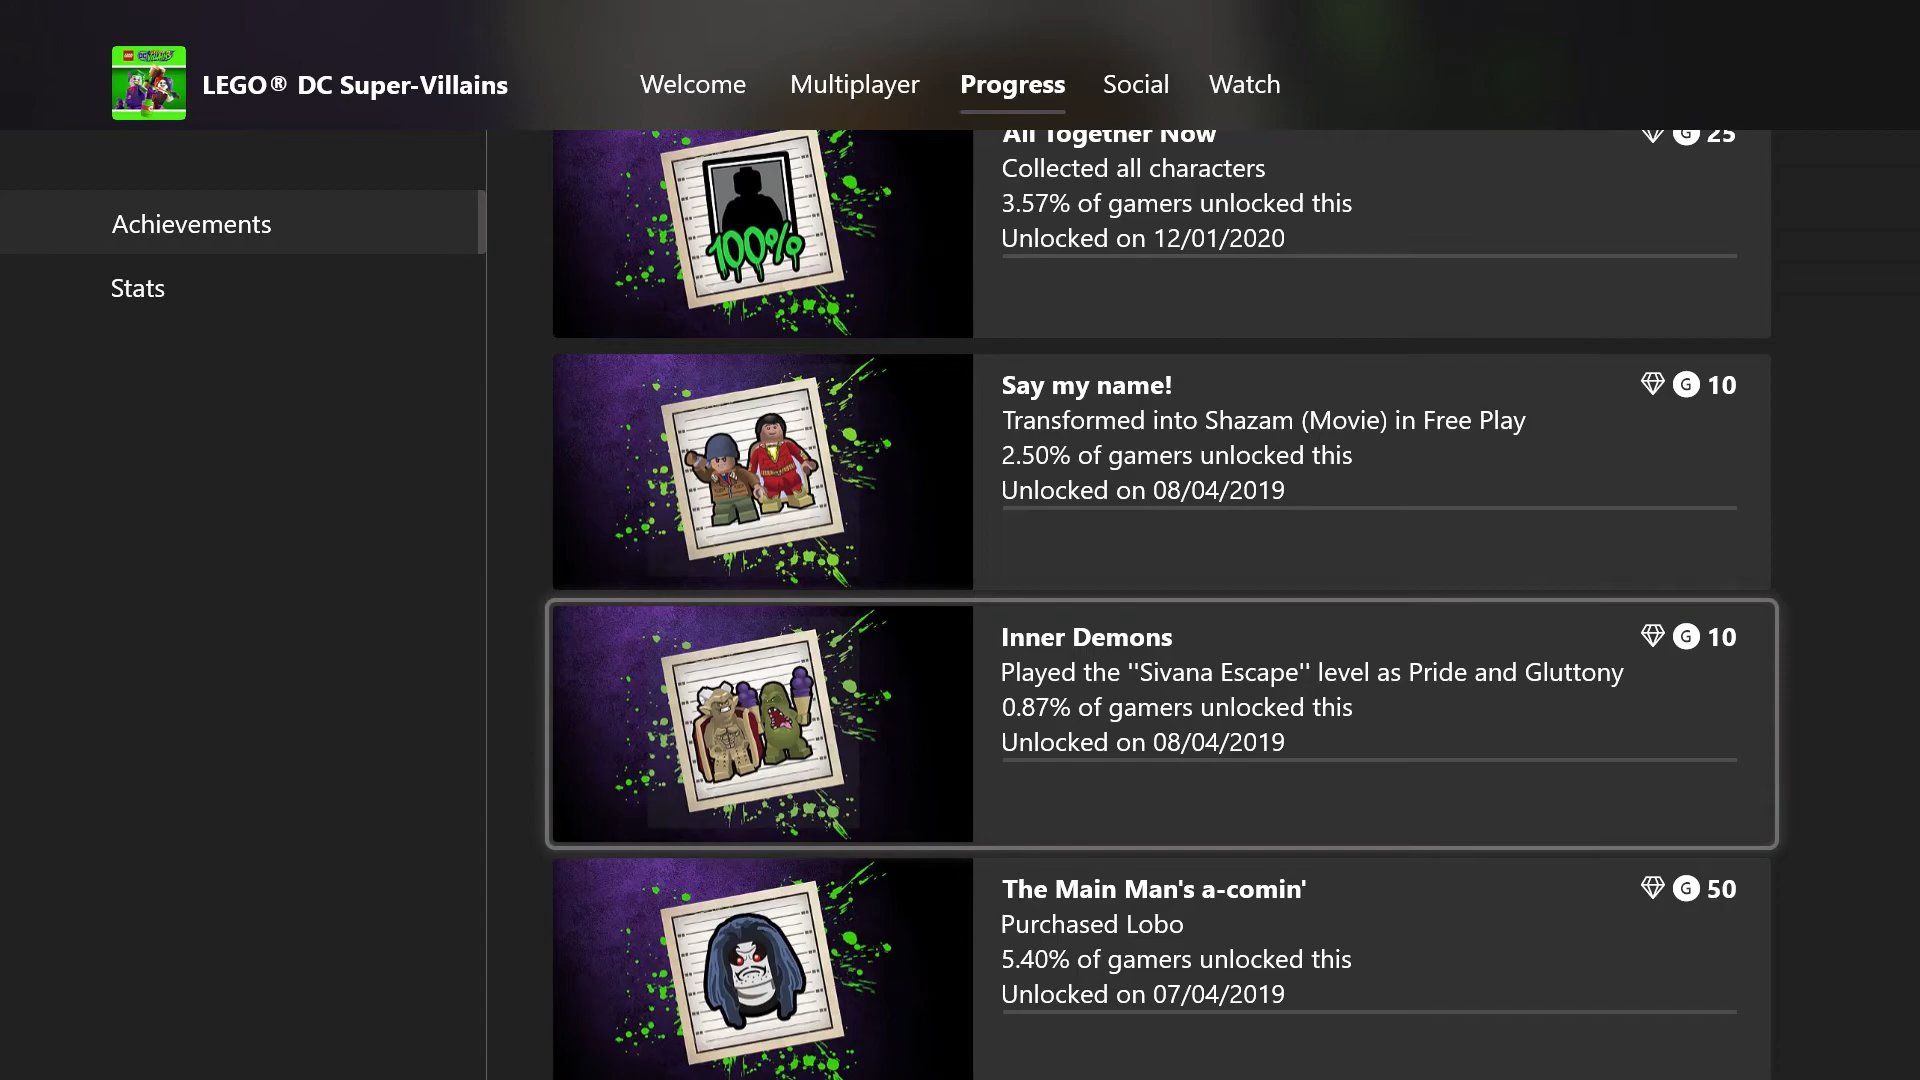 LEGO® DC Super-Villains
Welcome
Multiplayer
Progress
Social
Watch
Achievements
Stats
All Together Now
G 25
Collected all characters
3.57% of gamers unlocked this
Unlocked on 12/01/2020
100%
Say my name!
G 10
Transformed into Shazam (Movie) in Free Play
2.50% of gamers unlocked this
Unlocked on 08/04/2019
Inner Demons
G 10
Played the ''Sivana Escape'' level as Pride and Gluttony
0.87% of gamers unlocked this
Unlocked on 08/04/2019
The Main Man's a-comin'
G 50
Purchased Lobo
5.40% of gamers unlocked this
Unlocked on 07/04/2019